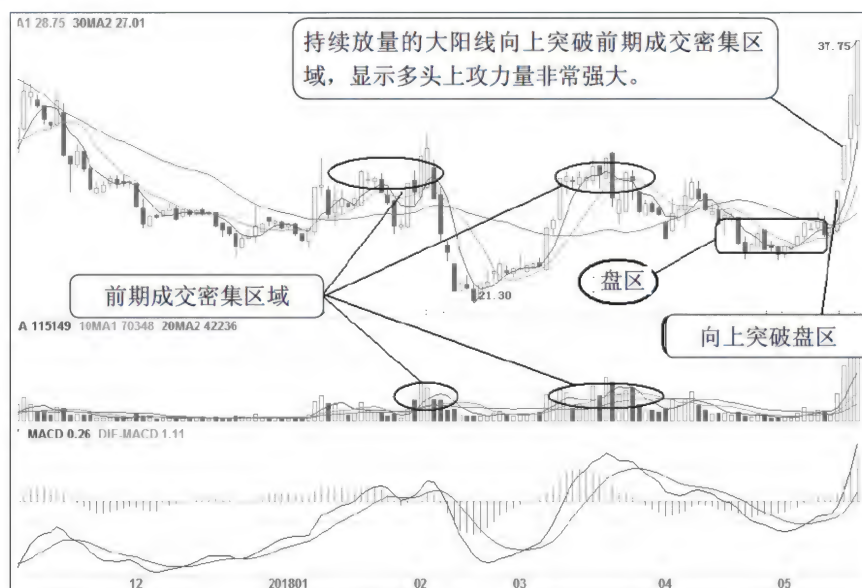 A1 28.75 30MA2 27.01
持续放量的大阳线向上突破前期成交密集区
域，显示多头上攻力量非常强大。
37.75
前期成交密集区域
21.30
盘区
向上突破盘区
A 115149 10MA1 70348 20MA2 42236
MACD 0.26 DIF-MACD 1.11
12 201801 02 03 04 05